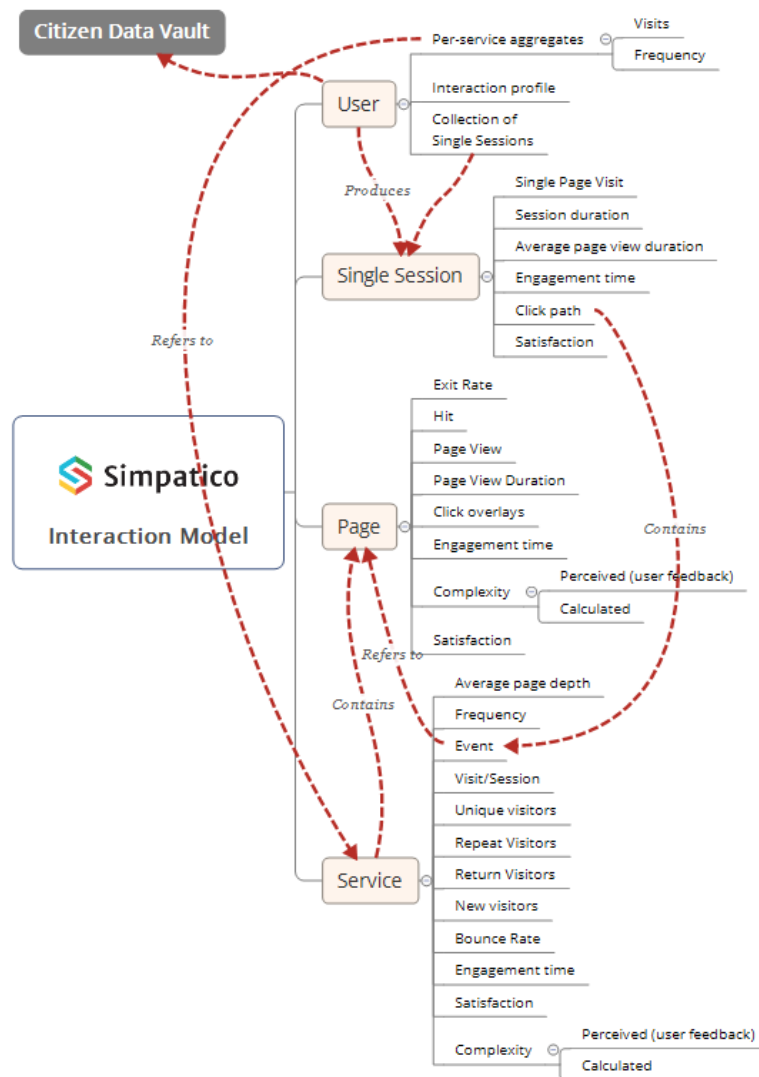 Citizen Data Vault
Per-service aggregates
Visits
Frequency
User
Interaction profile
Collection of
Single Sessions
Produces
Single Page Visit
Session duration
Average page view duration
Single Session
Engagement time
Click path
Satisfaction
Refers to
Exit Rate
Hit
Page View
Page View Duration
Simpatico
Interaction Model
Page
Click overlays
Contains
Engagement time
Complexity
Perceived (user feedback)
Calculated
Satisfaction
Refers to
Contains
Average page depth
Frequency
Event
Visit/Session
Unique visitors
Repeat Visitors
Service
Return Visitors
New visitors
Bounce Rate
Engagement time
Satisfaction
Complexity
Perceived (user feedback)
Calculated